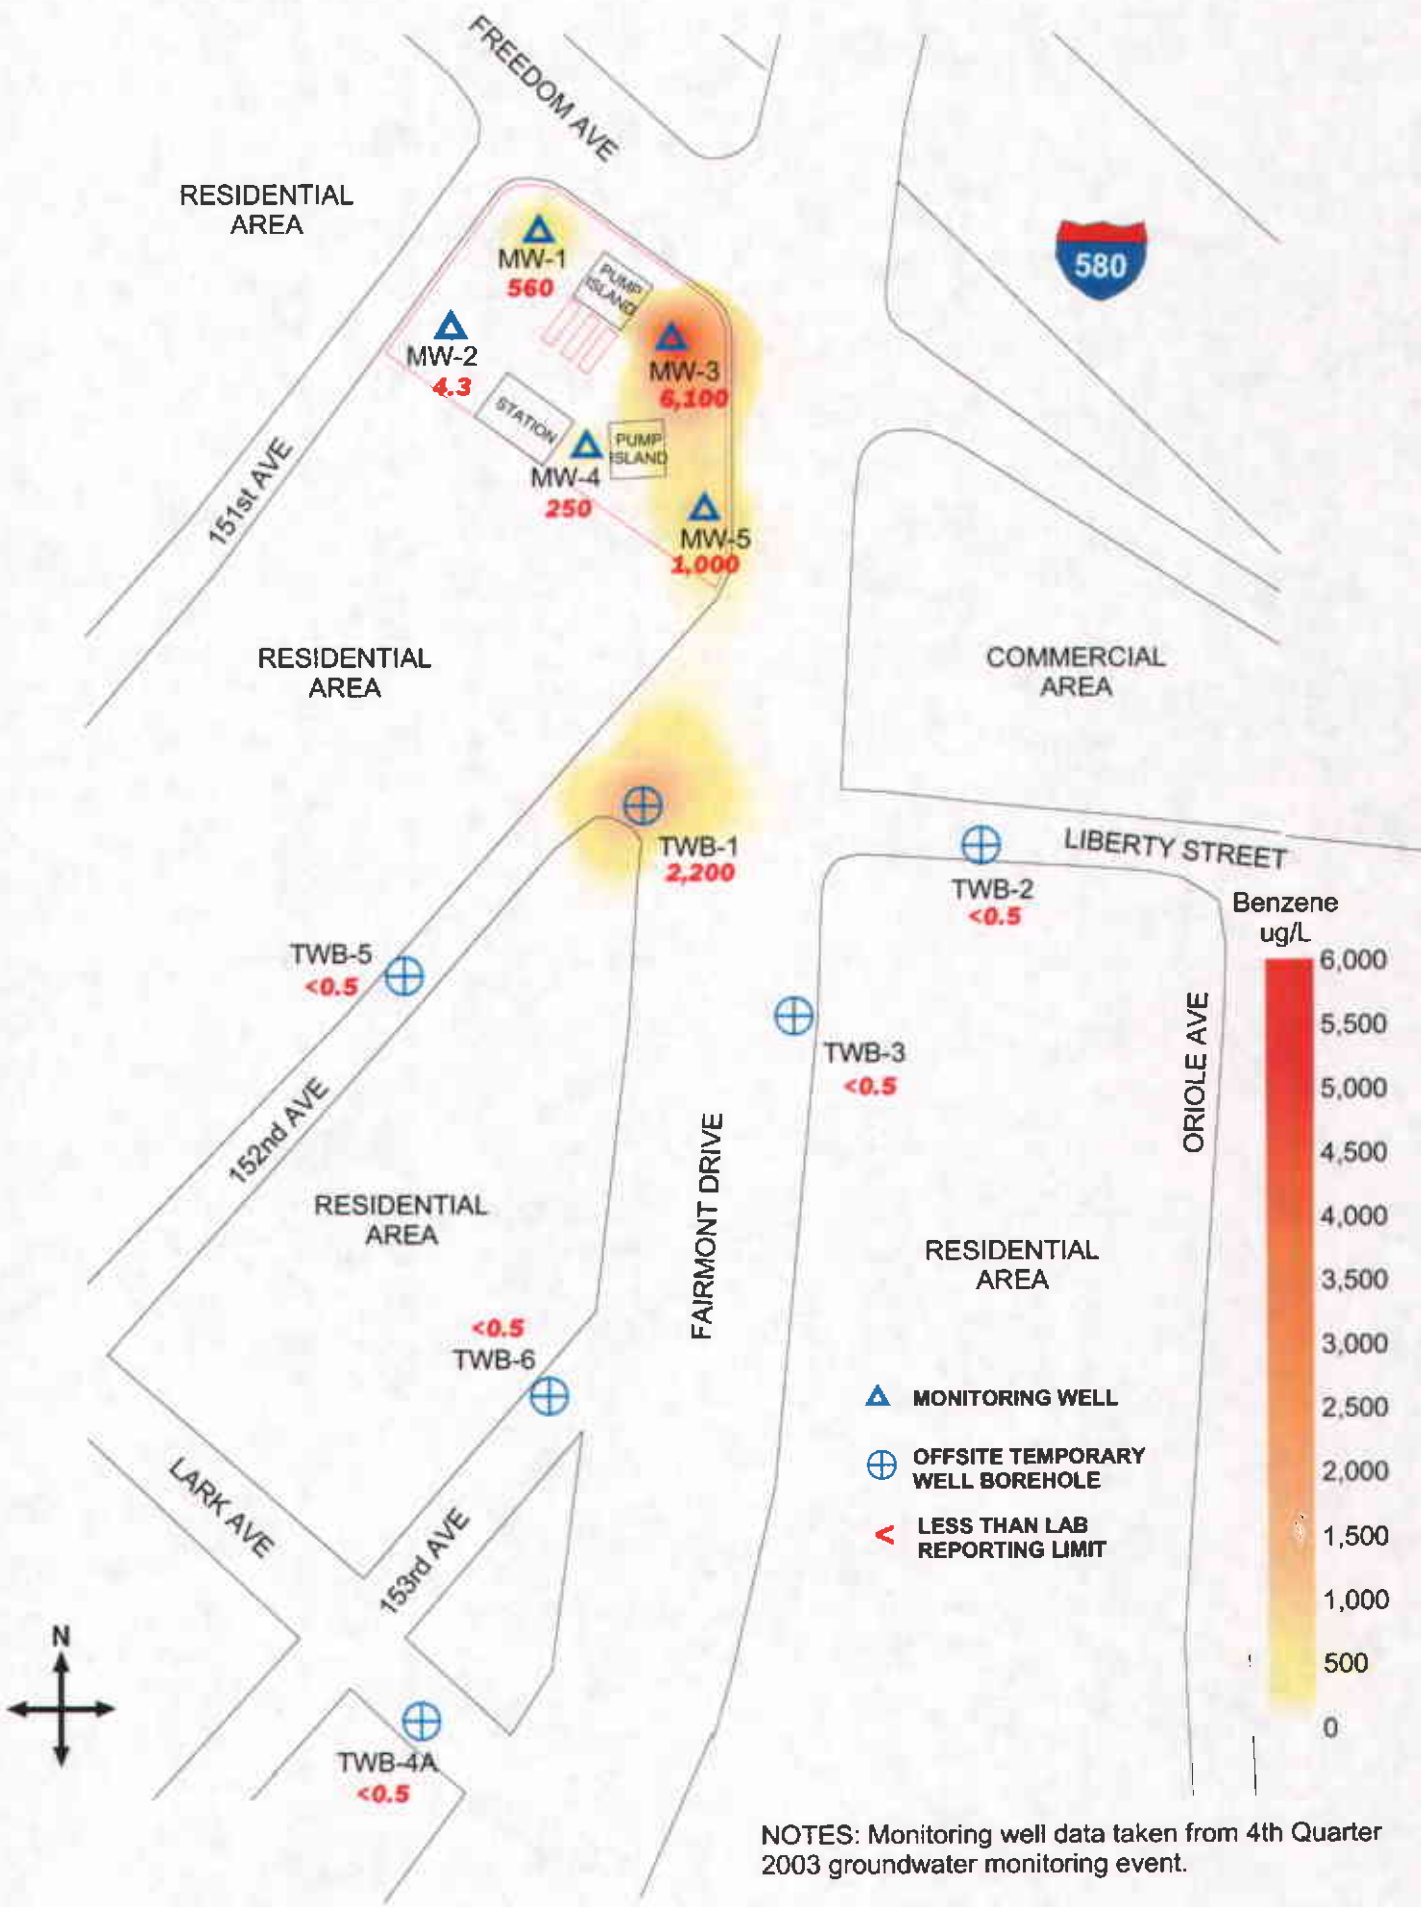 FREEDOM AVE
RESIDENTIAL
AREA
580
MW-1
560
PUMP
ISLAND
MW-2
4.3
MW-3
6,100
STATION
PUMP
ISLAND
MW-4
250
MW-5
1,000
151st AVE
RESIDENTIAL
AREA
COMMERCIAL
AREA
TWB-1
2,200
LIBERTY STREET
TWB-2
<0.5
TWB-5
<0.5
TWB-3
<0.5
ORIOLE AVE
152nd AVE
FAIRMONT DRIVE
RESIDENTIAL
AREA
RESIDENTIAL
AREA
<0.5
TWB-6
LARK AVE
153rd AVE
TWB-4A
<0.5
N
Benzene
ug/L
6,000
5,500
5,000
4,500
4,000
3,500
3,000
2,500
2,000
1,500
1,000
500
0
MONITORING WELL
OFFSITE TEMPORARY
WELL BOREHOLE
< LESS THAN LAB
REPORTING LIMIT
NOTES: Monitoring well data taken from 4th Quarter
2003 groundwater monitoring event.